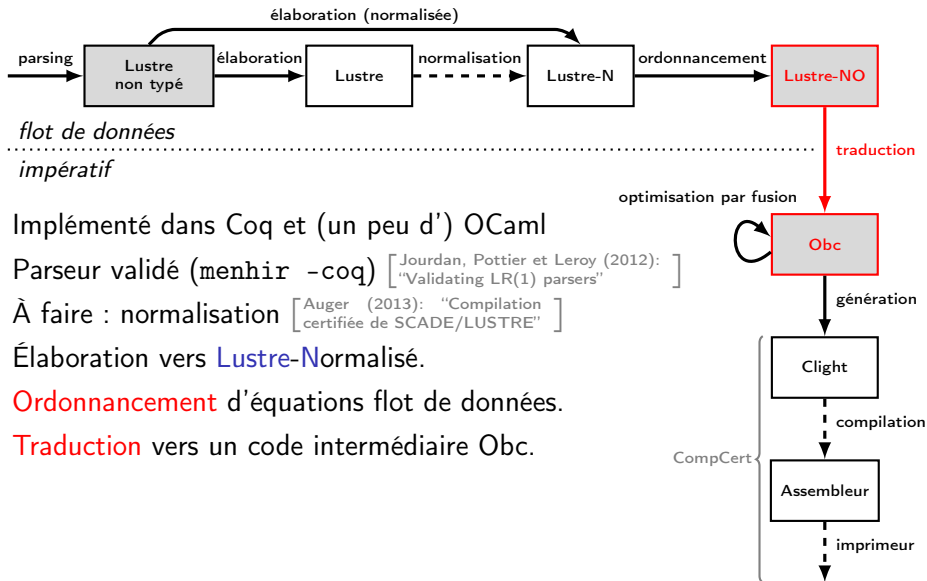 élaboration (normalisée)
parsing
Lustre
non typé
élaboration
Lustre
normalisation
Lustre-N
ordonnancement
Lustre-NO
flot de données
impératif
traduction
optimisation par fusion
Obc
génération
Clight
compilation
CompCert
Assembleur
imprimeur
Implémenté dans Coq et (un peu d') OCaml
Parseur validé (menhir -coq) [Jourdan, Pottier et Leroy (2012):
"Validating LR(1) parsers"]
À faire : normalisation [Auger (2013): "Compilation
certifiée de SCADE/LUSTRE"]
Élaboration vers Lustre-Normalisé.
Ordonnancement d'équations flot de données.
Traduction vers un code intermédiaire Obc.